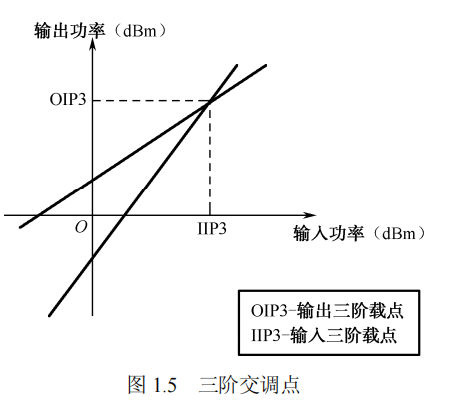 输出功率（dBm）
OIP3
O
IIP3
输入功率（dBm）
OIP3-输出三阶载点
IIP3-输入三阶载点
图 1.5 三阶交调点